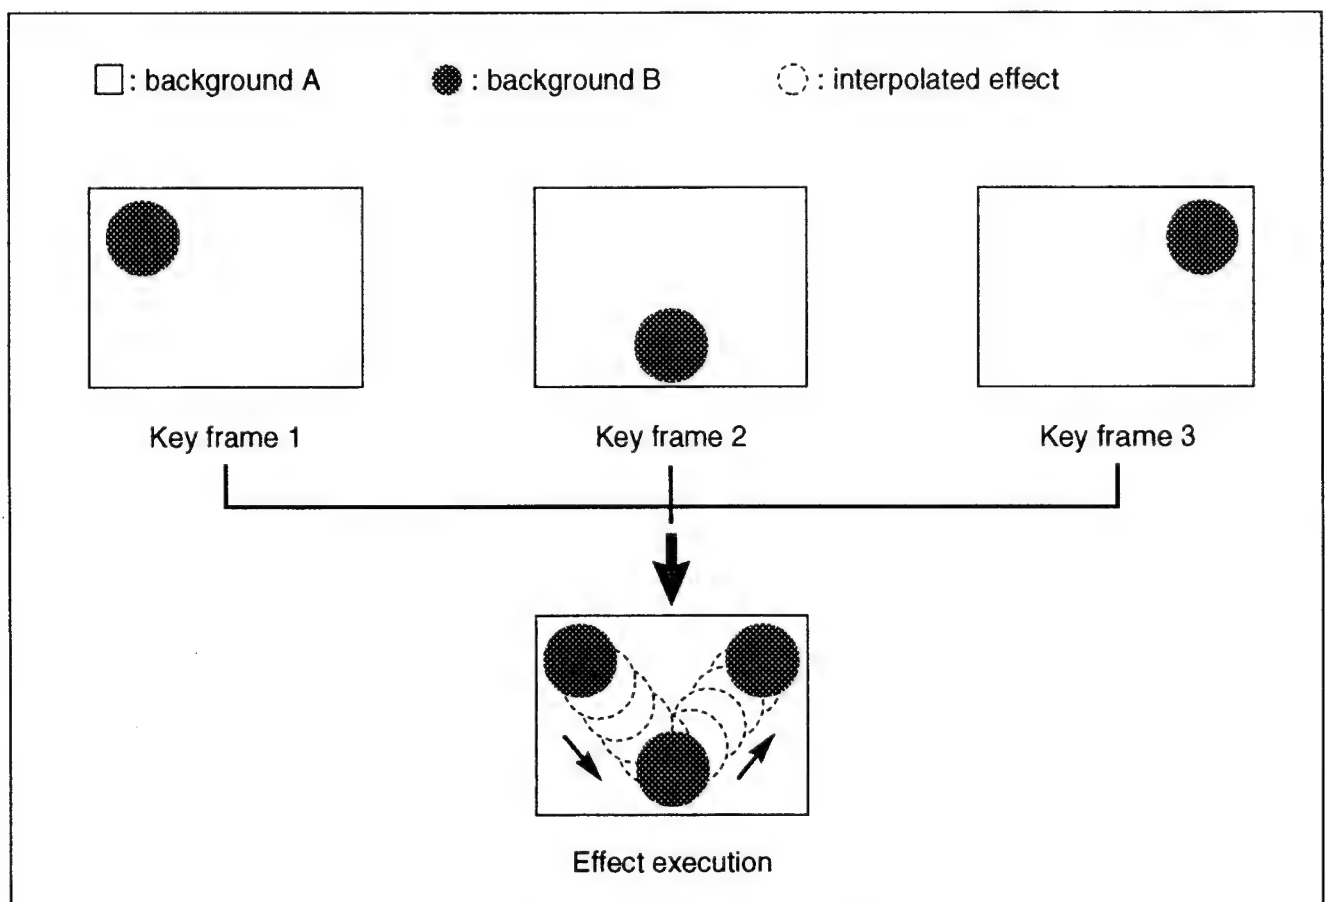 : background A
: background B
: interpolated effect
Key frame 1
Key frame 2
Key frame 3
Effect execution